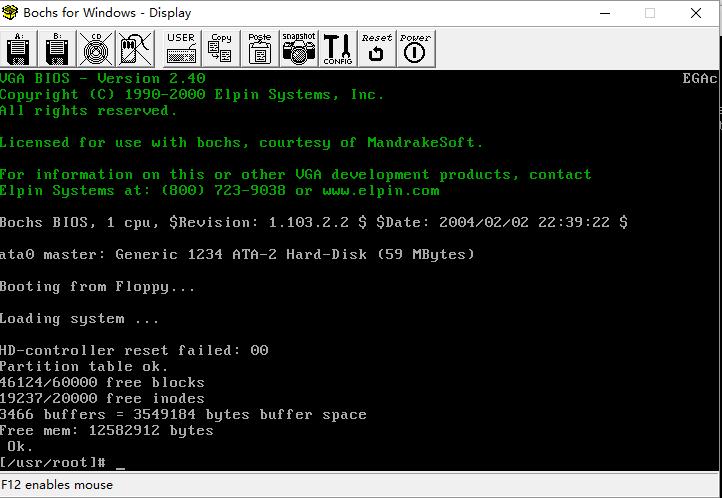 Bochs for Windows - Display
A:
B:
CD
USER
Copy
Paste
snapshot
CONFIG
Reset
Power
VGA BIOS - Version 2.40
EGAc
Copyright (C) 1990-2000 Elpin Systems, Inc.
All rights reserved.
Licensed for use with bochs, courtesy of MandrakeSoft.
For information on this or other VGA development products, contact
Elpin Systems at: (800) 723-9038 or www.elpin.com
Bochs BIOS, 1 cpu, $Revision: 1.103.2.2 $ $Date: 2004/02/02 22:39:22 $
ata0 master: Generic 1234 ATA-2 Hard-Disk (59 MBytes)
Booting from Floppy...
Loading system ...
HD-controller reset failed: 00
Partition table ok.
46124/60000 free blocks
19237/20000 free inodes
3466 buffers = 3549184 bytes buffer space
Free mem: 12582912 bytes
Ok.
[/usr/root]# _
F12 enables mouse